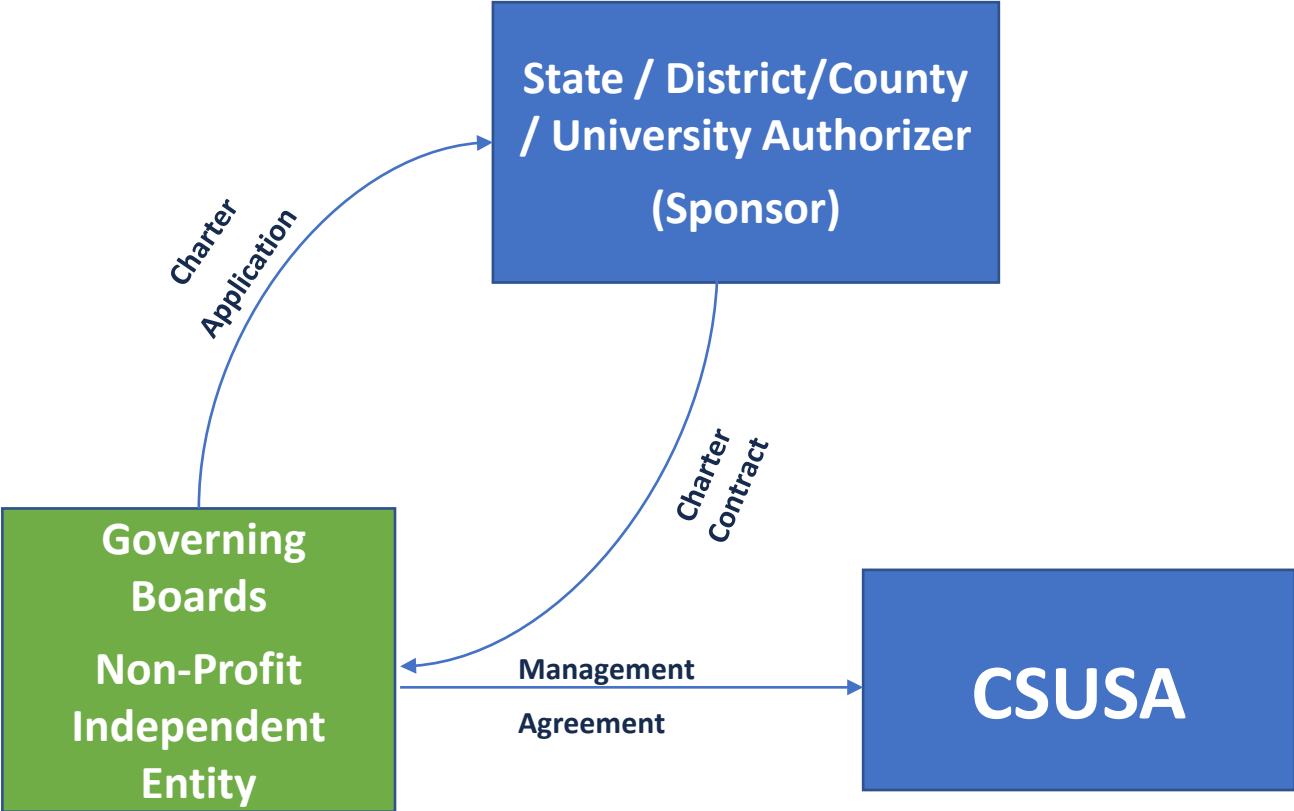 State / District/County
/ University Authorizer
(Sponsor)
Charter
Application
Charter
Contract
Governing
Boards
Non-Profit
Independent
Entity
Management
Agreement
CSUSA